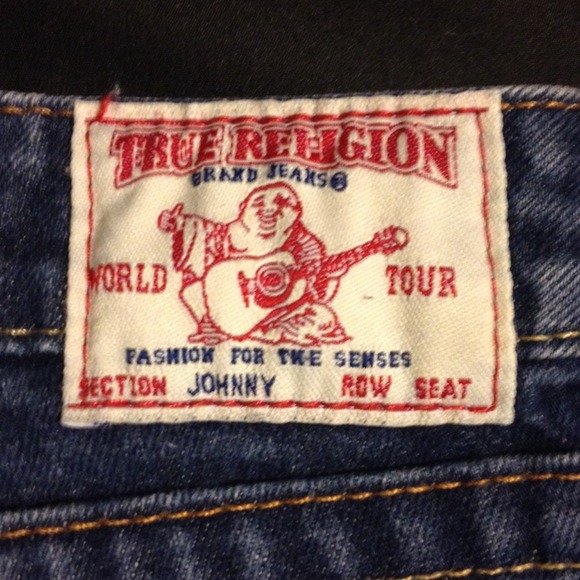 TRUE RELIGION
BRAND JEANS®
WORLD TOUR
FASHION FOR THE SENSES
SECTION JOHNNY ROW SEAT